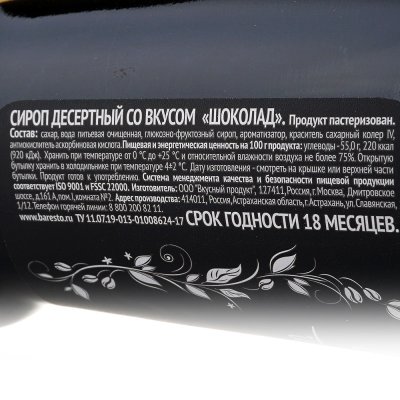 СИРОП ДЕСЕРТНЫЙ СО ВКУСОМ «ШОКОЛАД». Продукт пастеризован.
Состав: сахар, вода питьевая очищенная, глюкозно-фруктозный сироп, ароматизатор, краситель сахарный колер IV,
антиокислитель аскорбиновая кислота. Пищевая и энергетическая ценность на 100 г продукта: углеводы -55,0 г, 220 ккал
(920 кДж). Хранить при температуре от 0 °С до +25 и относительной влажности воздуха не более 75%. Открытую
бутылку хранить в холодильнике при температуре 4±2 °С. Дата изготовления - смотреть на крышке или верхней части
бутылки. Продукт готов к употреблению. Система менеджмента качества и безопасности пищевой продукции
соответствует ISO 9001 и FSSC 22000. Изготовитель: ООО "Вкусный продукт", 127411, Россия, г. Москва, Дмитровское
шоссе, д.161 А, пом.I, комната №2. Адрес производства: 414011, Россия, Астраханская область, г. Астрахань, ул. Славянская,
1/12. Телефон горячей линии: 8 800 200 82 11.
www.baresto.ru ТУ 11.07.19-013-01008624-17 СРОК ГОДНОСТИ 18 МЕСЯЦЕВ.